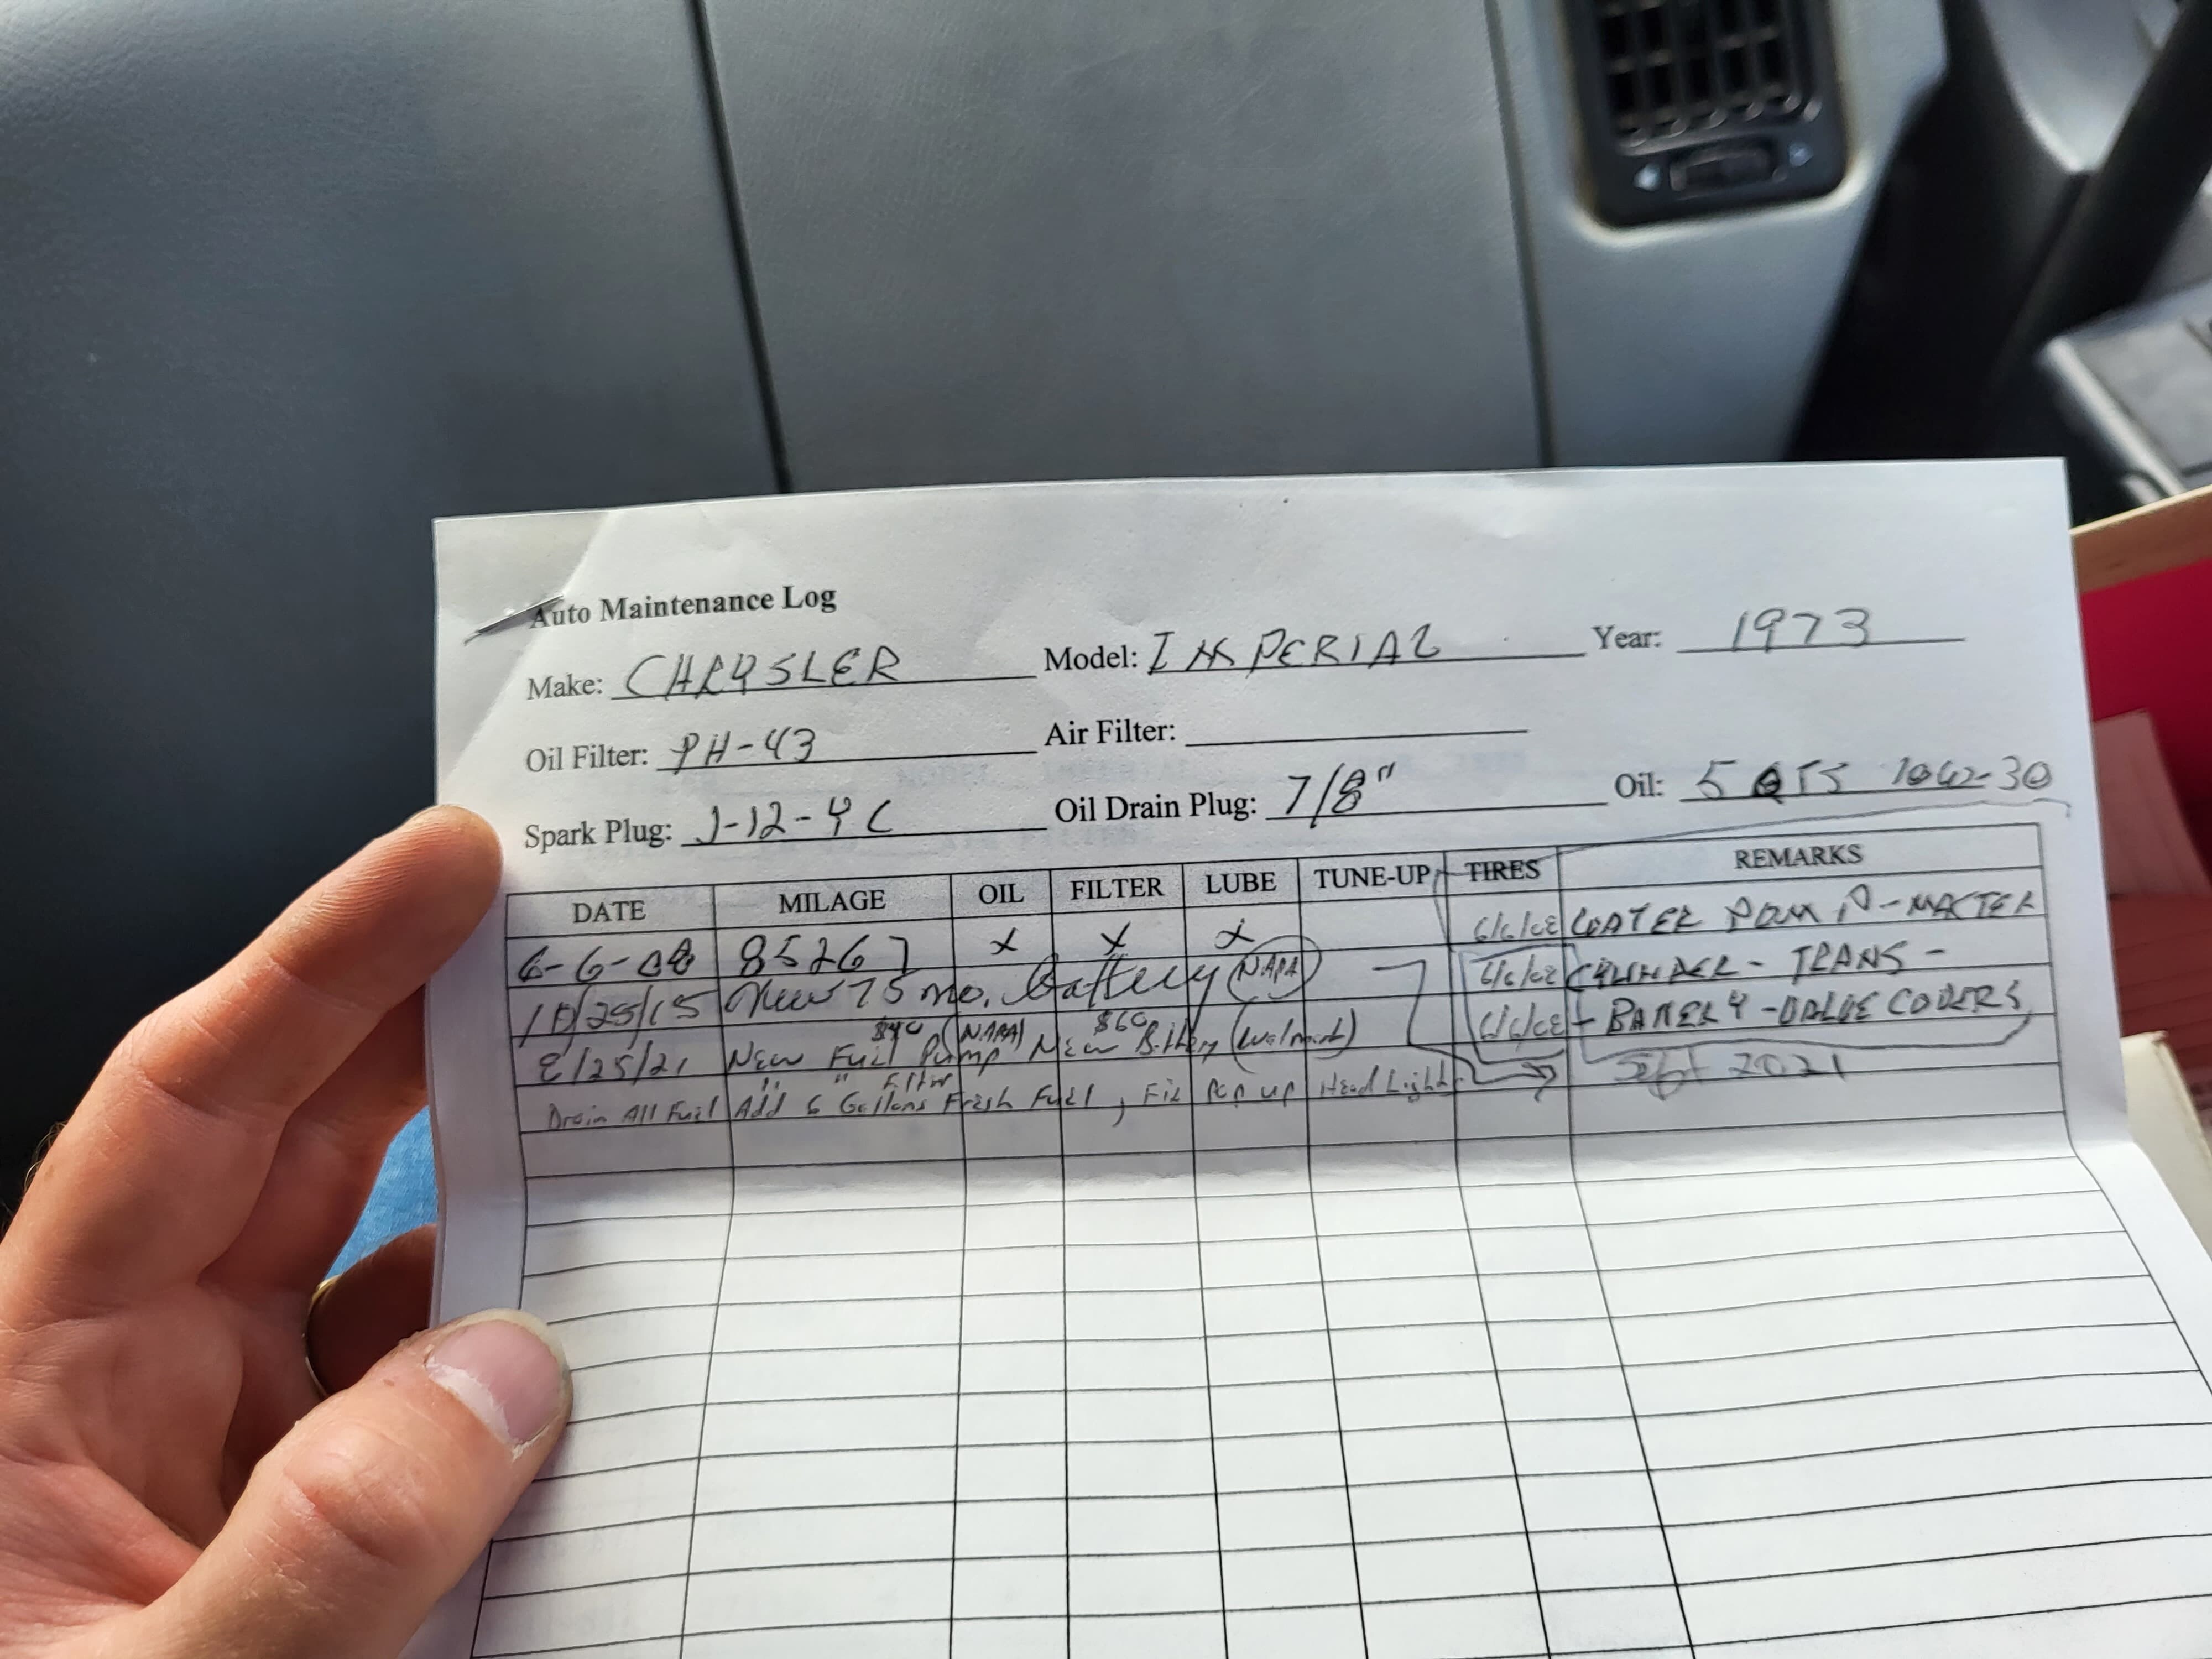 Auto Maintenance Log
Make: CHRYSLER Model: IMPERIAL Year: 1973
Oil Filter: PH-43 Air Filter:
Spark Plug: J-12-YC Oil Drain Plug: 7/8" Oil: 5 QTS 10W-30
DATE MILAGE OIL FILTER LUBE TUNE-UP TIRES REMARKS
6-6-08 85267 X X X 6/6/08 WATER PUMP-MASTER
10/25/15 New 75 mo. Battery (NAPA) 6/6/08 CYLINDER - TRANS -
$40 (NAPA) $60
8/25/21 New Fuel Pump New Battery (Walmart) 6/6/08 - BATTERY - VALVE COVERS
" " Filter
Drain All Fuel Add 6 Gallons Fresh Fuel, Fix Pop up Head Lights Sept 2021